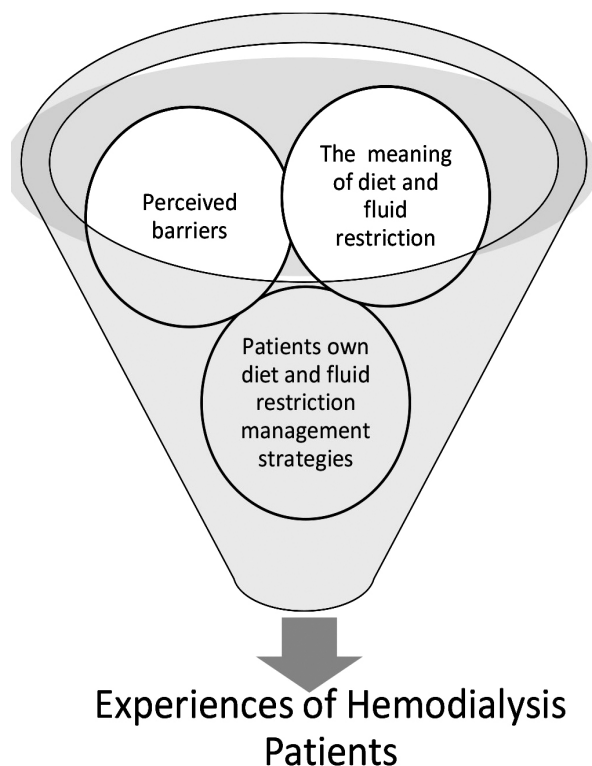 Perceived
barriers
The meaning
of diet and
fluid
restriction
Patients own
diet and fluid
restriction
management
strategies
Experiences of Hemodialysis
Patients